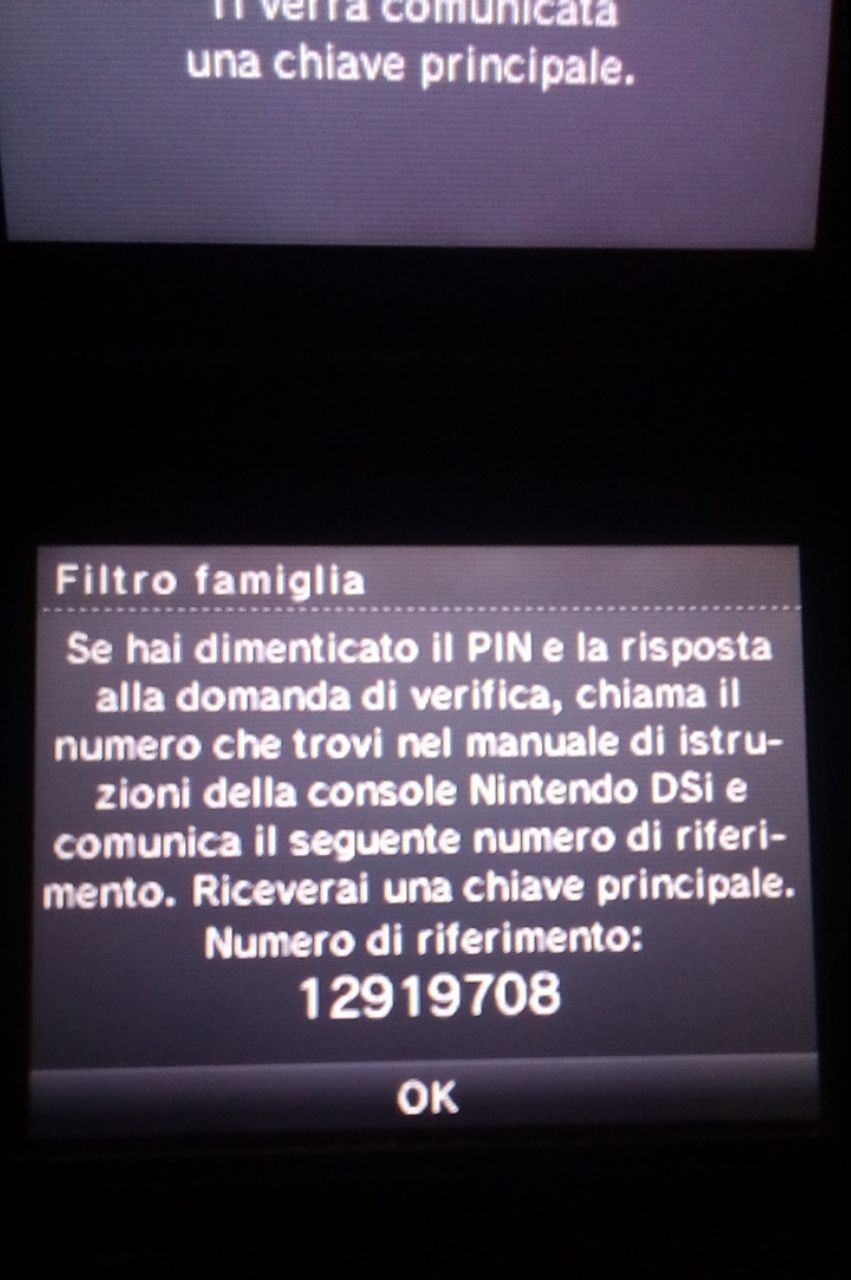 Ti verrà comunicata
una chiave principale.
Filtro famiglia
Se hai dimenticato il PIN e la risposta
alla domanda di verifica, chiama il
numero che trovi nel manuale di istru-
zioni della console Nintendo DSi e
comunica il seguente numero di riferi-
mento. Riceverai una chiave principale.
Numero di riferimento:
12919708
OK